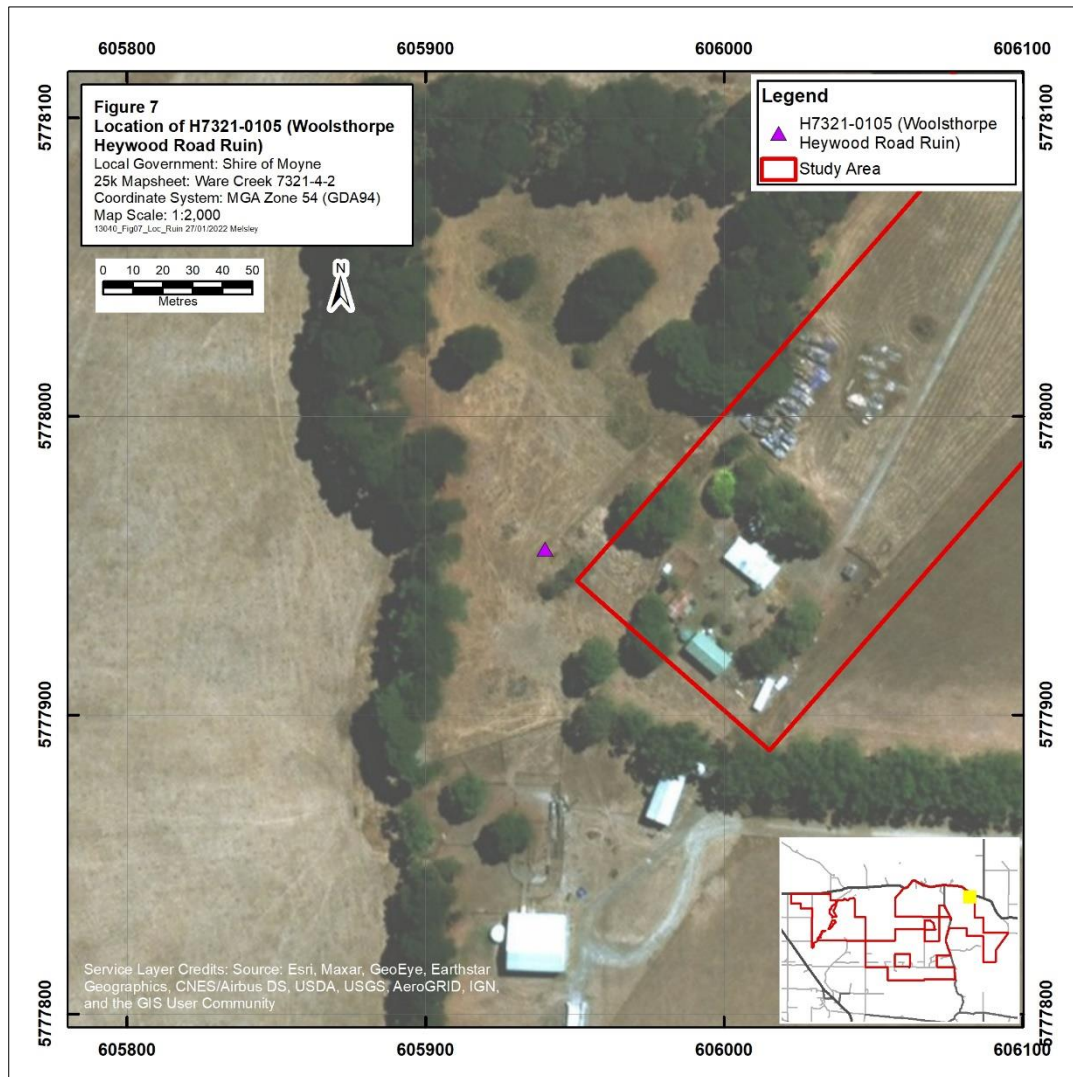 605800 605900 606000 606100
Figure 7
Location of H7321-0105 (Woolsthorpe
Heywood Road Ruin)
Local Government: Shire of Moyne
25k Mapsheet: Ware Creek 7321-4-2
Coordinate System: MGA Zone 54 (GDA94)
Map Scale: 1:2,000
13040_Fig07_Loc_Ruin 27/01/2022 Melsley
0 10 20 30 40 50
Metres
N
Legend
H7321-0105 (Woolsthorpe
Heywood Road Ruin)
Study Area
5778100
5778100
5778000
5778000
5777900
5777900
5777800
5777800
Service Layer Credits: Source: Esri, Maxar, GeoEye, Earthstar
Geographics, CNES/Airbus DS, USDA, USGS, AeroGRID, IGN,
and the GIS User Community
605800 605900 606000 606100